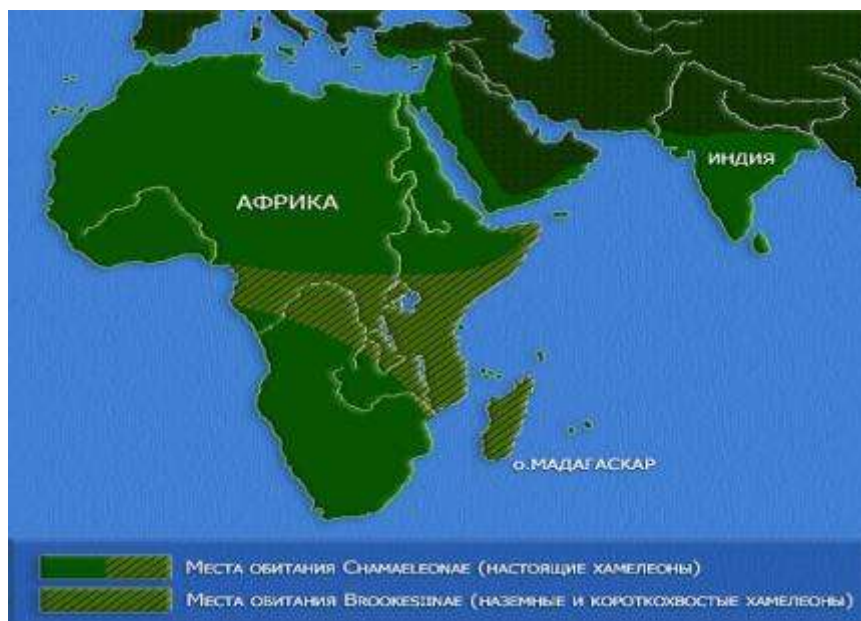 АФРИКА
ИНДИЯ
о.МАДАГАСКАР
Места обитания Chamaeleonae (настоящие хамелеоны)
Места обитания Brookesiinae (наземные и короткохвостые хамелеоны)